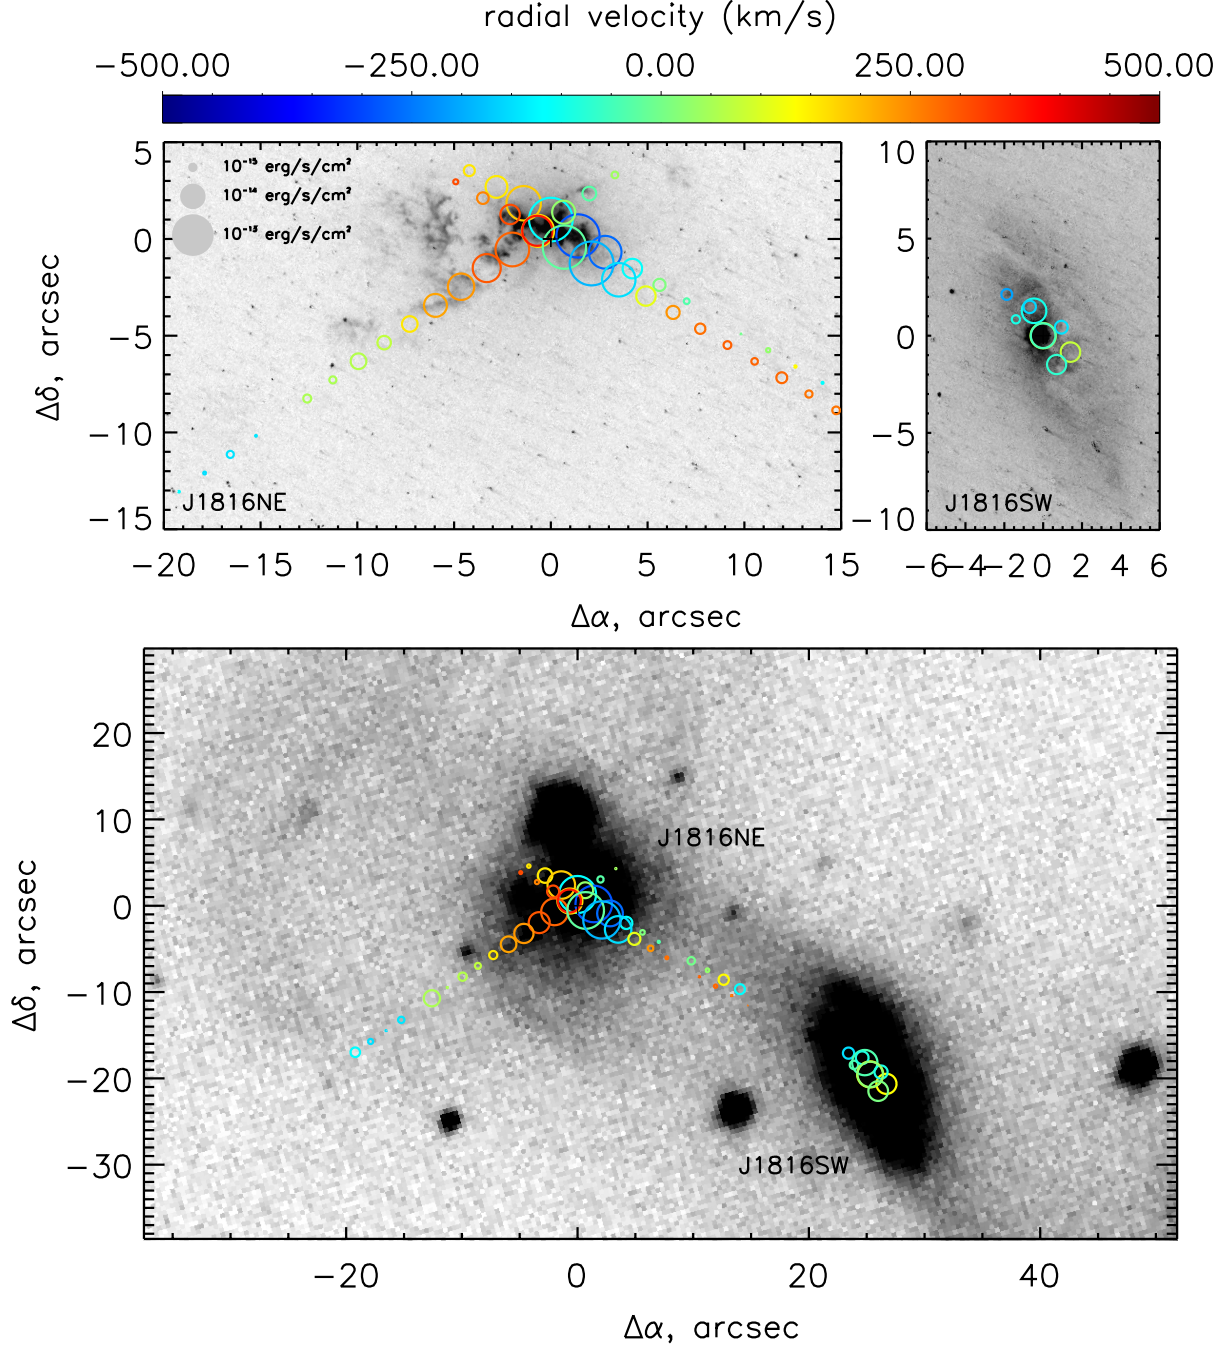 radial velocity (km/s)
−500.00 −250.00 0.00 250.00 500.00
10⁻¹⁵ erg/s/cm²
10⁻¹⁴ erg/s/cm²
10⁻¹³ erg/s/cm²
5
0
−5
−10
−15
Δδ, arcsec
J1816NE
−20 −15 −10 −5 0 5 10 15
10
5
0
−5
−10
J1816SW
−6 −4 −2 0 2 4 6
Δα, arcsec
20
10
0
−10
−20
−30
Δδ, arcsec
J1816NE
J1816SW
−20 0 20 40
Δα, arcsec